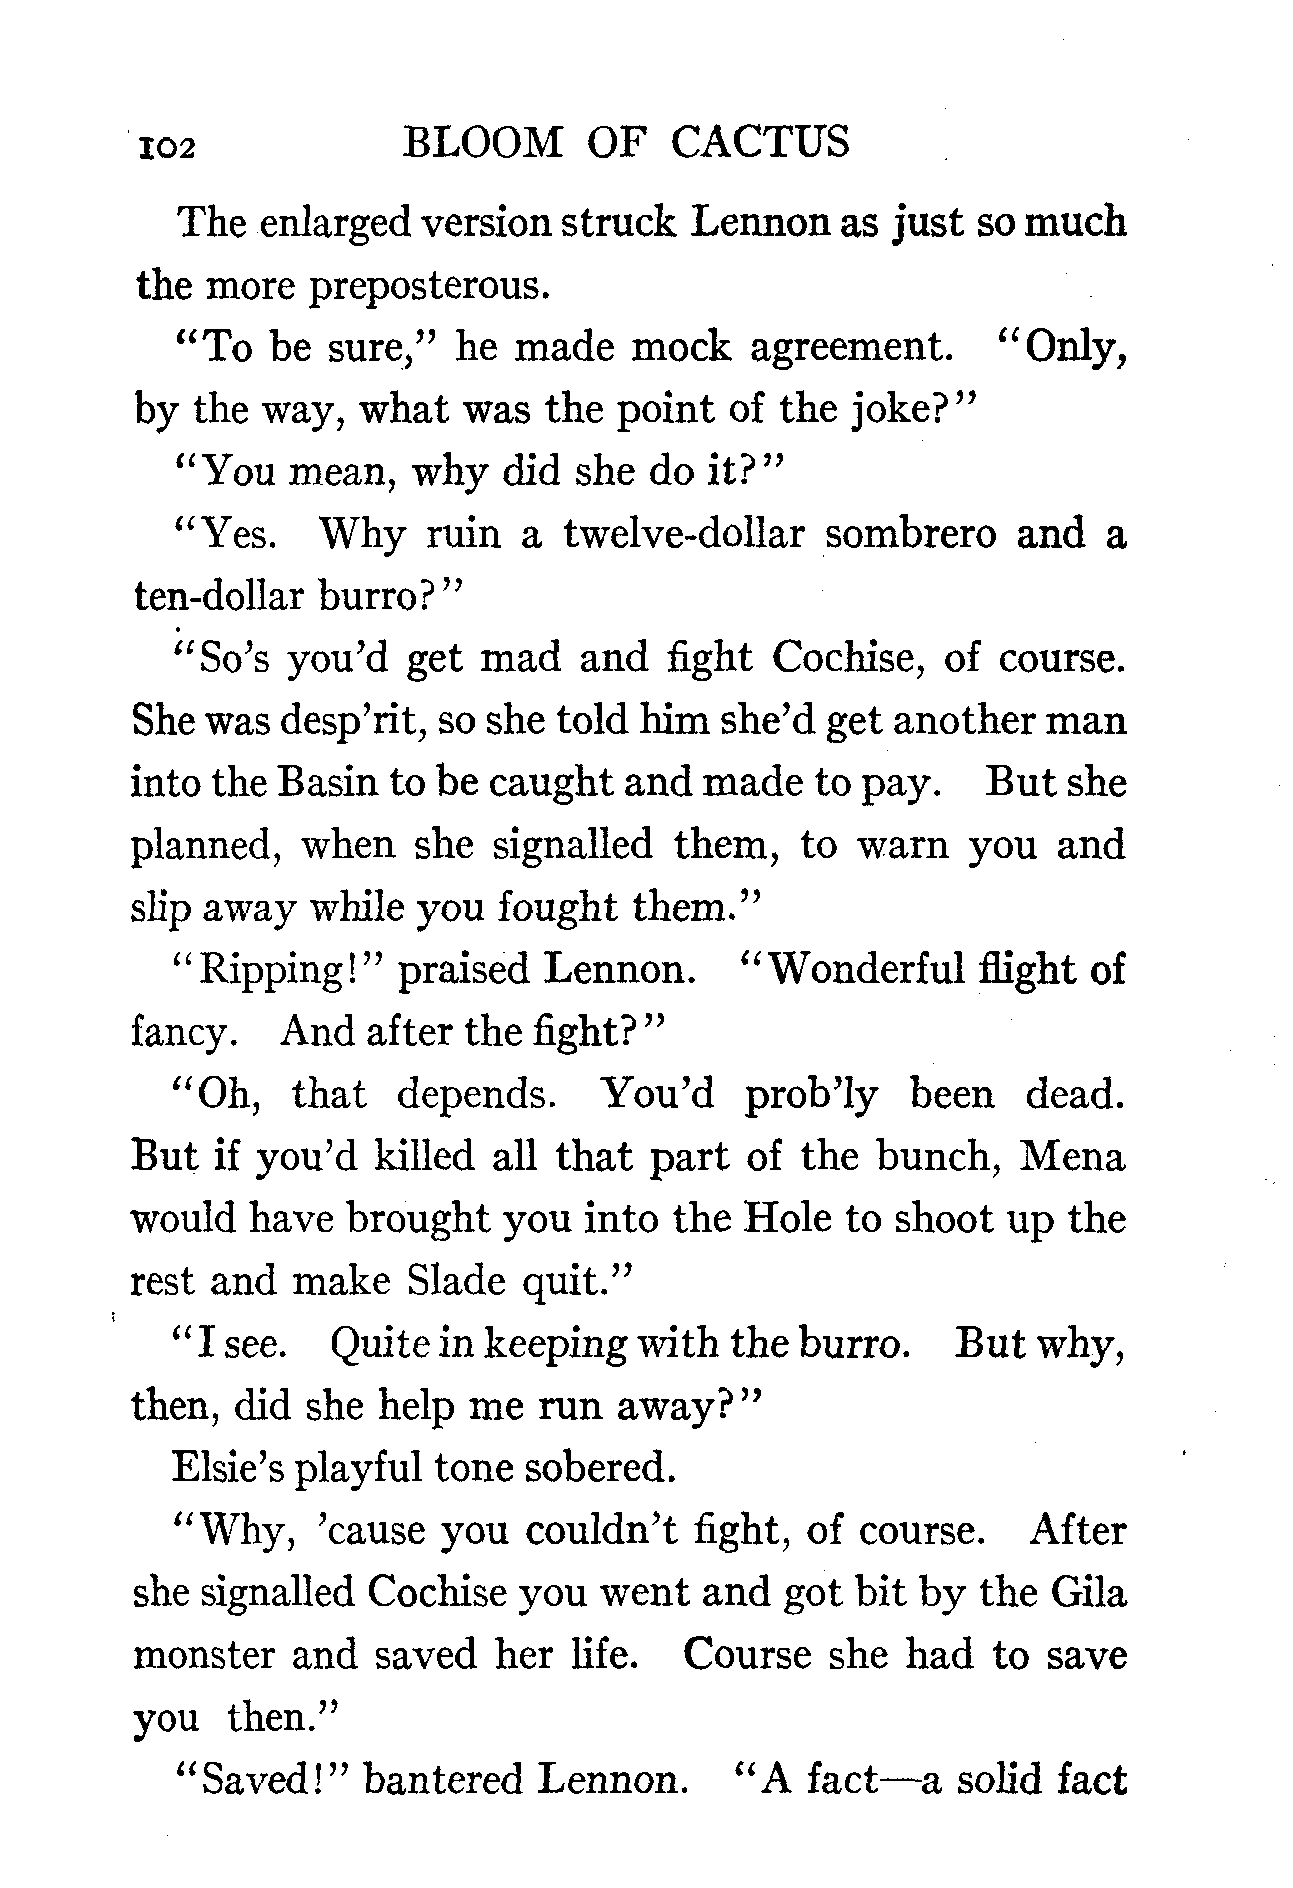 102 BLOOM OF CACTUS
The enlarged version struck Lennon as just so much
the more preposterous.
“To be sure,” he made mock agreement. “Only,
by the way, what was the point of the joke?”
“You mean, why did she do it?”
“Yes. Why ruin a twelve-dollar sombrero and a
ten-dollar burro?”
“So’s you’d get mad and fight Cochise, of course.
She was desp’rit, so she told him she’d get another man
into the Basin to be caught and made to pay. But she
planned, when she signalled them, to warn you and
slip away while you fought them.”
“Ripping!” praised Lennon. “Wonderful flight of
fancy. And after the fight?”
“Oh, that depends. You’d prob’ly been dead.
But if you’d killed all that part of the bunch, Mena
would have brought you into the Hole to shoot up the
rest and make Slade quit.”
“I see. Quite in keeping with the burro. But why,
then, did she help me run away?”
Elsie’s playful tone sobered.
“Why, ’cause you couldn’t fight, of course. After
she signalled Cochise you went and got bit by the Gila
monster and saved her life. Course she had to save
you then.”
“Saved!” bantered Lennon. “A fact—a solid fact